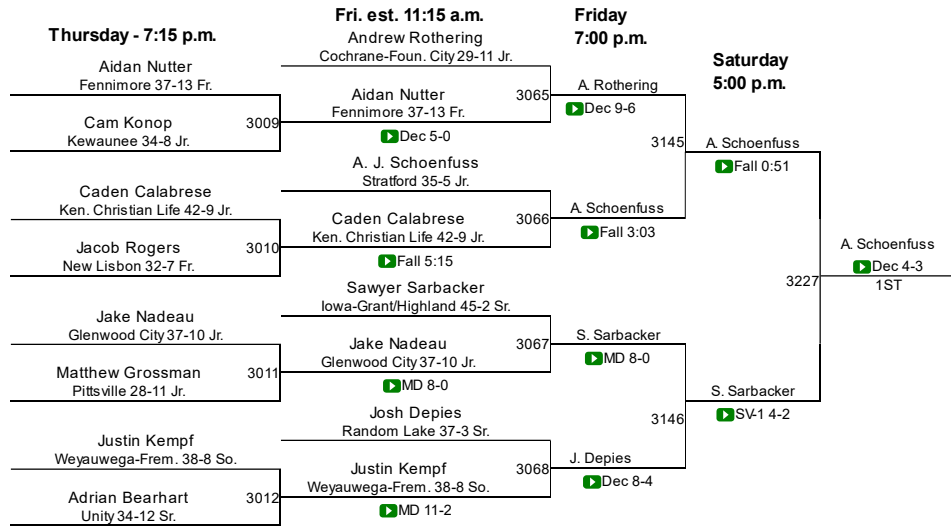 Thursday - 7:15 p.m.
Aidan Nutter
Fennimore 37-13 Fr.
Cam Konop
Kewaunee 34-8 Jr.
3009
Caden Calabrese
Ken. Christian Life 42-9 Jr.
Jacob Rogers
New Lisbon 32-7 Fr.
3010
Jake Nadeau
Glenwood City 37-10 Jr.
Matthew Grossman
Pittsville 28-11 Jr.
3011
Justin Kempf
Weyauwega-Frem. 38-8 So.
Adrian Bearhart
Unity 34-12 Sr.
3012
Fri. est. 11:15 a.m.
Andrew Rothering
Cochrane-Foun. City 29-11 Jr.
Aidan Nutter
Fennimore 37-13 Fr.
Dec 5-0
3065
A. J. Schoenfuss
Stratford 35-5 Jr.
Caden Calabrese
Ken. Christian Life 42-9 Jr.
Fall 5:15
3066
Sawyer Sarbacker
Iowa-Grant/Highland 45-2 Sr.
Jake Nadeau
Glenwood City 37-10 Jr.
MD 8-0
3067
Josh Depies
Random Lake 37-3 Sr.
Justin Kempf
Weyauwega-Frem. 38-8 So.
MD 11-2
3068
Friday
7:00 p.m.
A. Rothering
Dec 9-6
3145
A. Schoenfuss
Fall 3:03
S. Sarbacker
MD 8-0
3146
J. Depies
Dec 8-4
Saturday
5:00 p.m.
A. Schoenfuss
Fall 0:51
3227
S. Sarbacker
SV-1 4-2
A. Schoenfuss
Dec 4-3
1ST